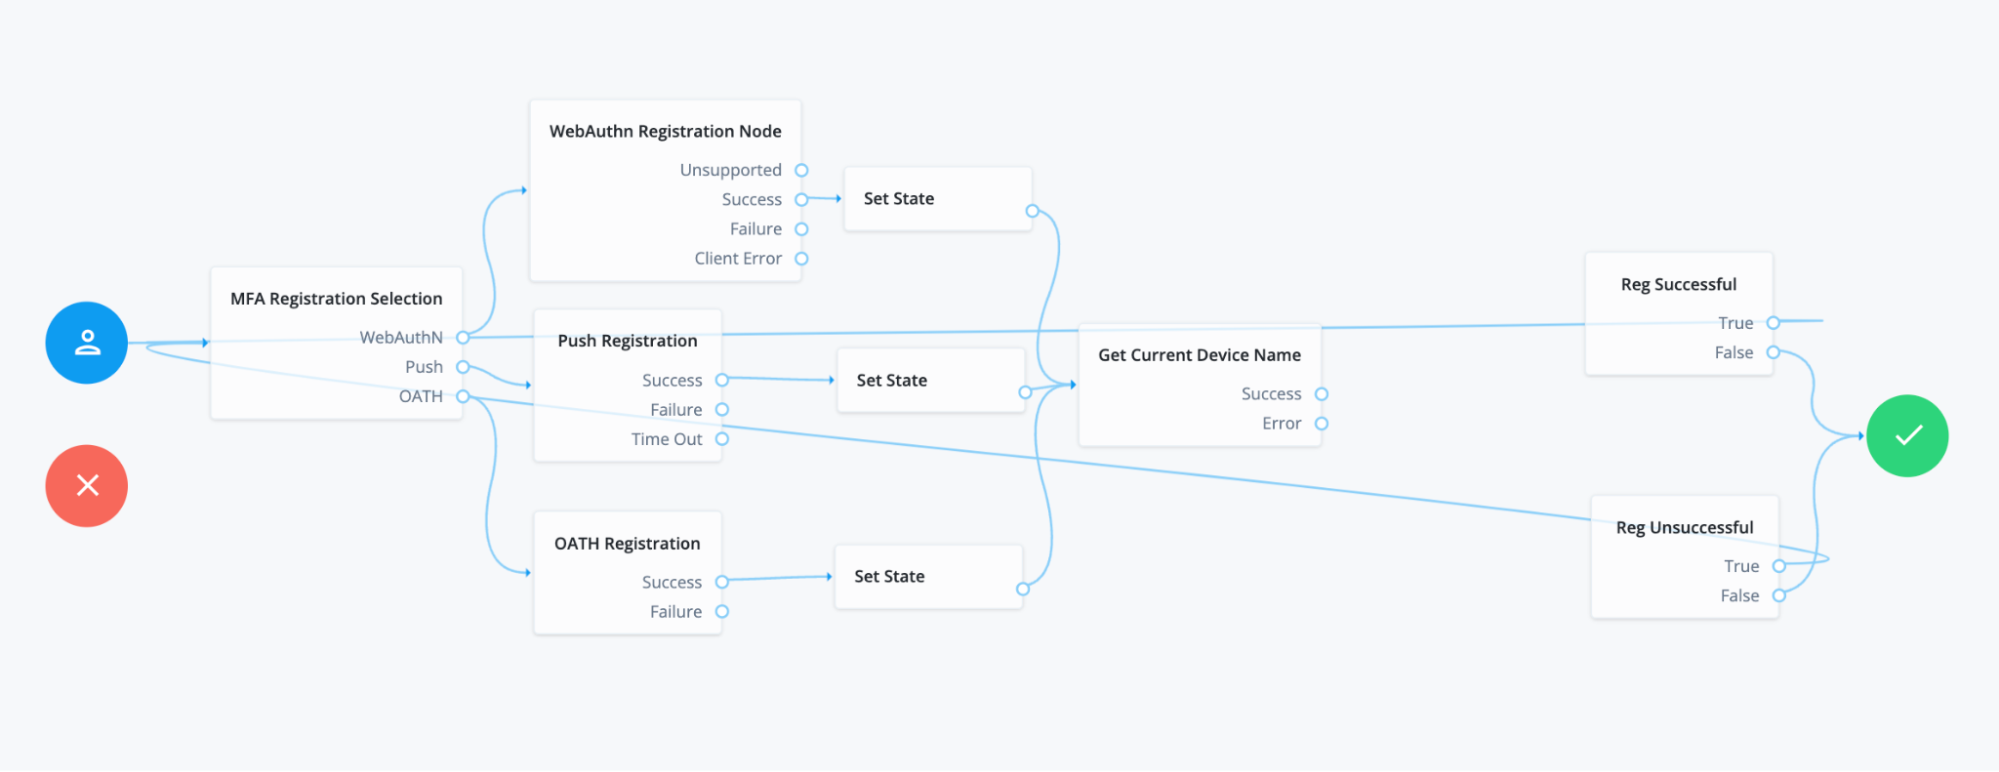 WebAuthn Registration Node
Unsupported
Success
Failure
Client Error
Set State
MFA Registration Selection
WebAuthN
Push
OATH
Push Registration
Success
Failure
Time Out
Set State
Get Current Device Name
Success
Error
OATH Registration
Success
Failure
Set State
Reg Successful
True
False
Reg Unsuccessful
True
False